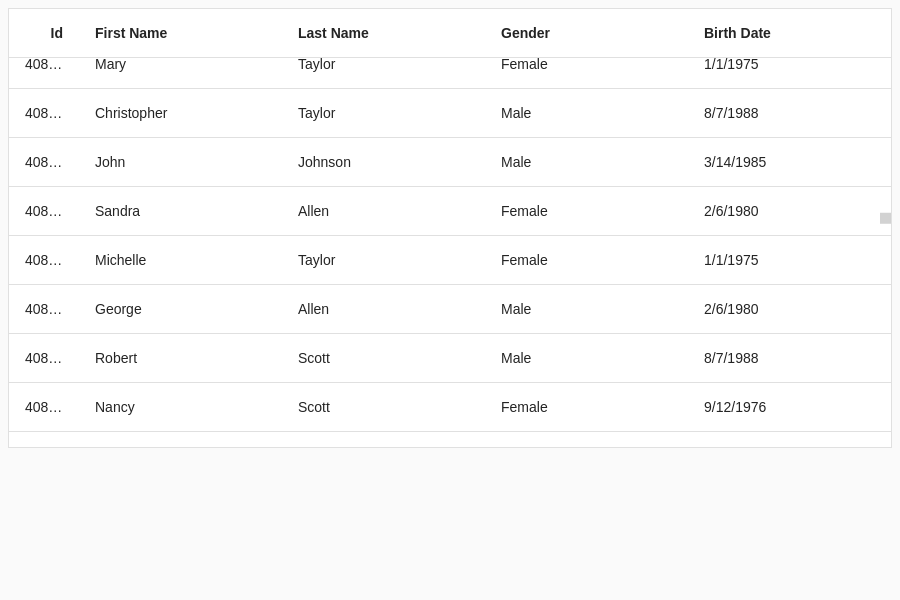 Id First Name Last Name Gender Birth Date
408… Mary Taylor Female 1/1/1975
408… Christopher Taylor Male 8/7/1988
408… John Johnson Male 3/14/1985
408… Sandra Allen Female 2/6/1980
408… Michelle Taylor Female 1/1/1975
408… George Allen Male 2/6/1980
408… Robert Scott Male 8/7/1988
408… Nancy Scott Female 9/12/1976